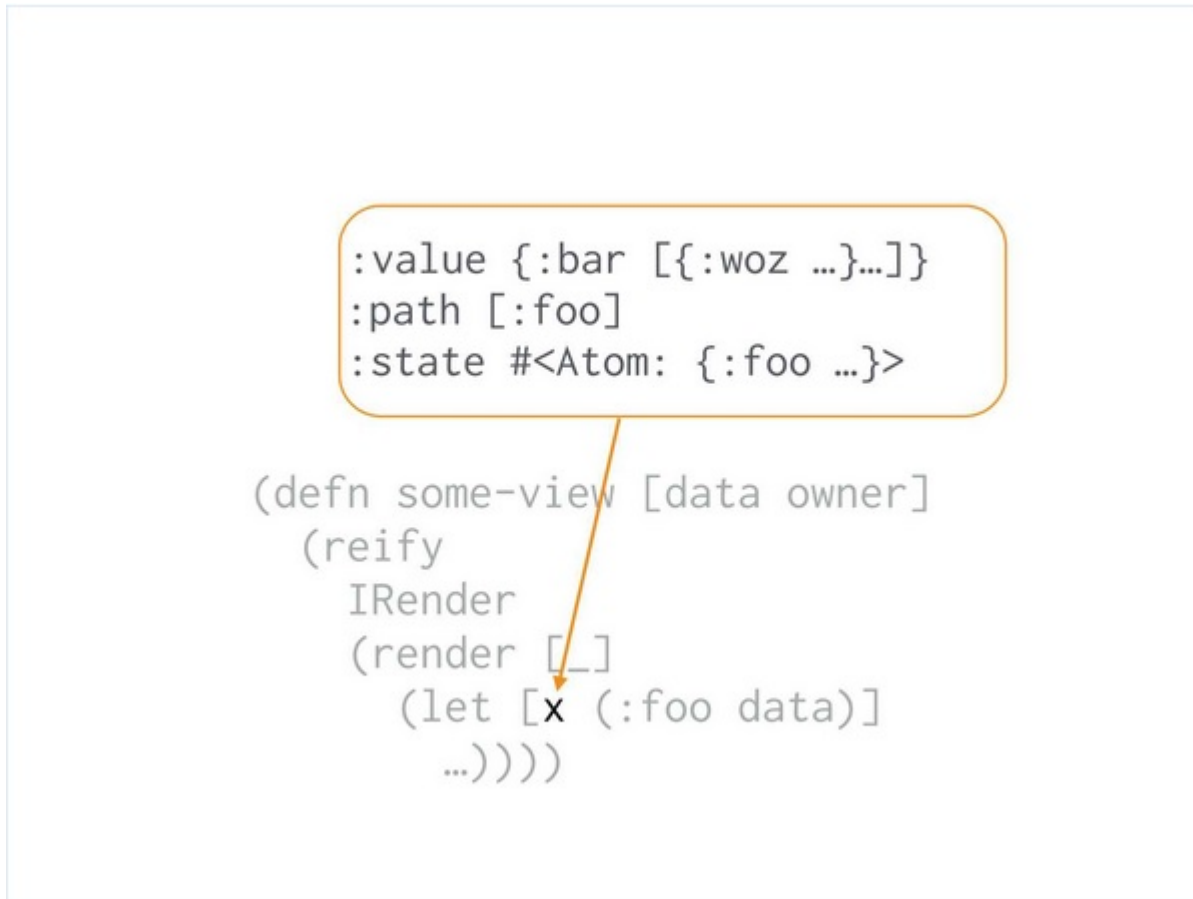 :value {:bar [{:woz …}…]}
:path [:foo]
:state #<Atom: {:foo …}>
(defn some-view [data owner]
(reify
IRender
(render [_]
(let [x (:foo data)]
…))))